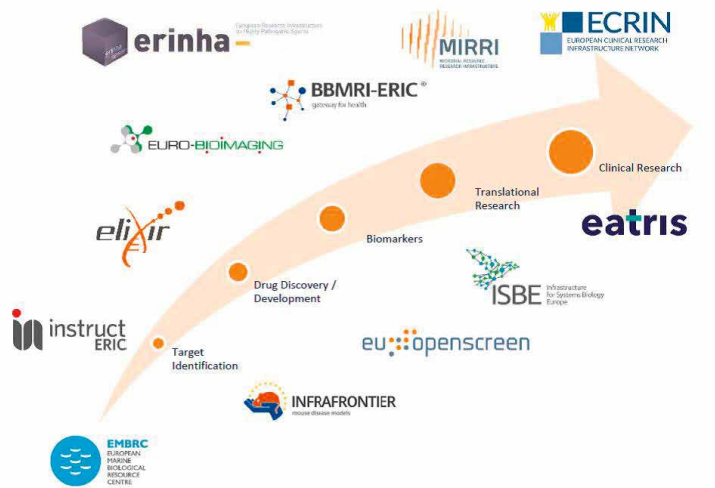 erinha
European Research Infrastructure
on Highly Pathogenic Agents
MIRRI
MICROBIAL RESOURCE
RESEARCH INFRASTRUCTURE
ECRIN
EUROPEAN CLINICAL RESEARCH
INFRASTRUCTURE NETWORK
BBMRI-ERIC®
gateway for health
EURO-BIOIMAGING
Clinical Research
Translational
Research
elixir
Biomarkers
eatris
Drug Discovery /
Development
ISBE
Infrastructure
for Systems Biology
Europe
instruct
ERIC
Target
Identification
eu openscreen
INFRAFRONTIER
mouse disease models
EMBRC
EUROPEAN
MARINE
BIOLOGICAL
RESOURCE
CENTRE